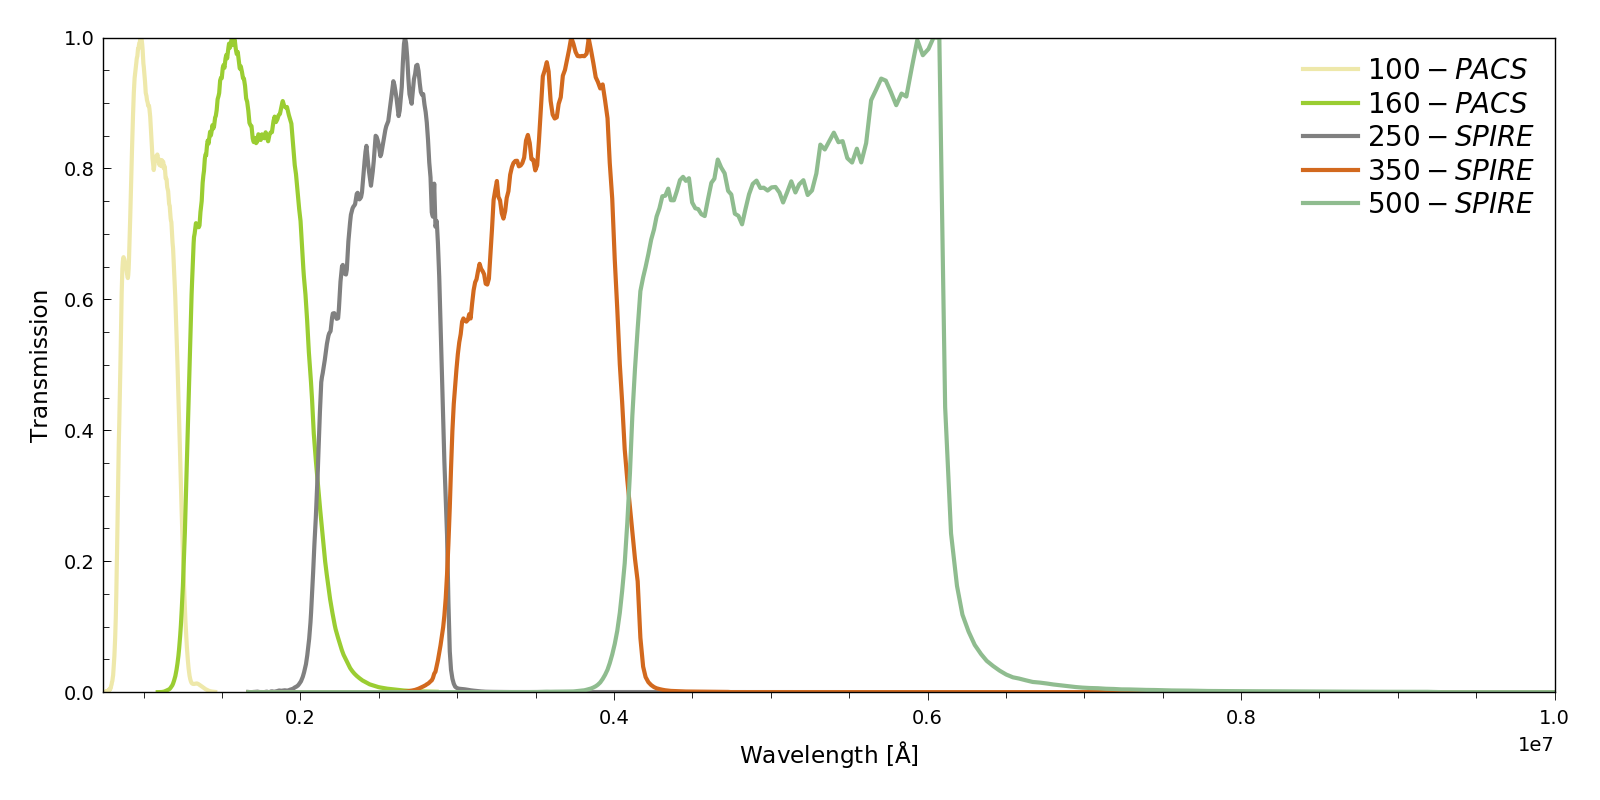 1.0
0.8
0.6
0.4
0.2
0.0
Transmission
0.2
0.4
0.6
0.8
1.0
1e7
Wavelength [Å]
100 − PACS
160 − PACS
250 − SPIRE
350 − SPIRE
500 − SPIRE